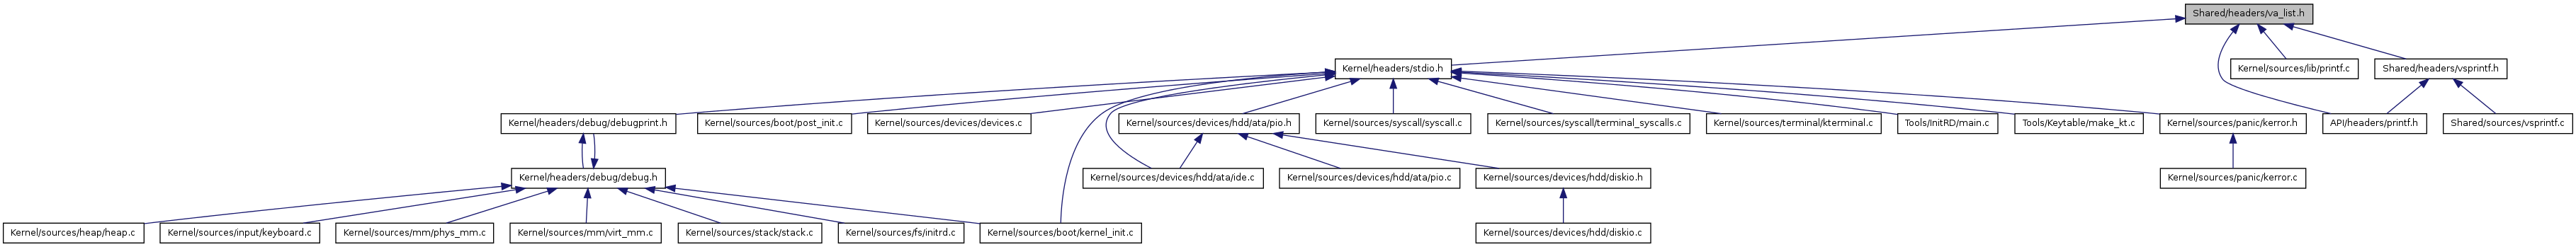 Shared/headers/va_list.h
Kernel/headers/stdio.h
Kernel/sources/lib/printf.c
Shared/headers/vsprintf.h
Kernel/headers/debug/debugprint.h
Kernel/sources/boot/post_init.c
Kernel/sources/devices/devices.c
Kernel/sources/devices/hdd/ata/pio.h
Kernel/sources/syscall/syscall.c
Kernel/sources/syscall/terminal_syscalls.c
Kernel/sources/terminal/kterminal.c
Tools/InitRD/main.c
Tools/Keytable/make_kt.c
Kernel/sources/panic/kerror.h
API/headers/printf.h
Shared/sources/vsprintf.c
Kernel/headers/debug/debug.h
Kernel/sources/devices/hdd/ata/ide.c
Kernel/sources/devices/hdd/ata/pio.c
Kernel/sources/devices/hdd/diskio.h
Kernel/sources/panic/kerror.c
Kernel/sources/heap/heap.c
Kernel/sources/input/keyboard.c
Kernel/sources/mm/phys_mm.c
Kernel/sources/mm/virt_mm.c
Kernel/sources/stack/stack.c
Kernel/sources/fs/initrd.c
Kernel/sources/boot/kernel_init.c
Kernel/sources/devices/hdd/diskio.c